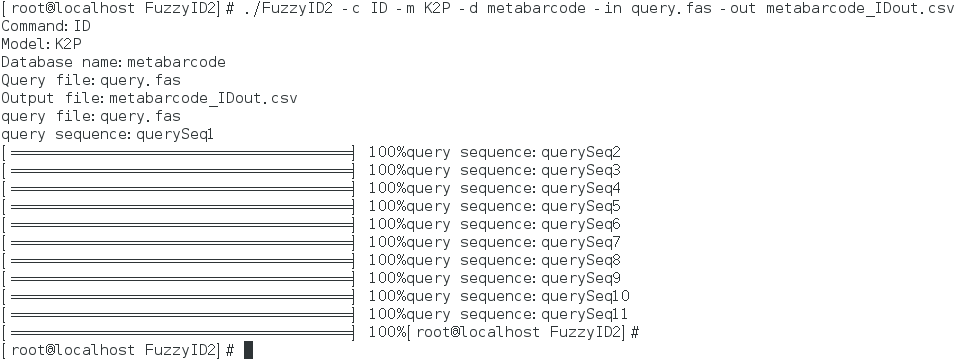 [root@localhost FuzzyID2]# ./FuzzyID2 -c ID -m K2P -d metabarcode -in query.fas -out metabarcode_IDout.csv
Command:ID
Model:K2P
Database name:metabarcode
Query file:query.fas
Output file:metabarcode_IDout.csv
query file:query.fas
query sequence:querySeq1
[====================================] 100%query sequence:querySeq2
[====================================] 100%query sequence:querySeq3
[====================================] 100%query sequence:querySeq4
[====================================] 100%query sequence:querySeq5
[====================================] 100%query sequence:querySeq6
[====================================] 100%query sequence:querySeq7
[====================================] 100%query sequence:querySeq8
[====================================] 100%query sequence:querySeq9
[====================================] 100%query sequence:querySeq10
[====================================] 100%query sequence:querySeq11
[====================================] 100%[root@localhost FuzzyID2]#
[root@localhost FuzzyID2]#